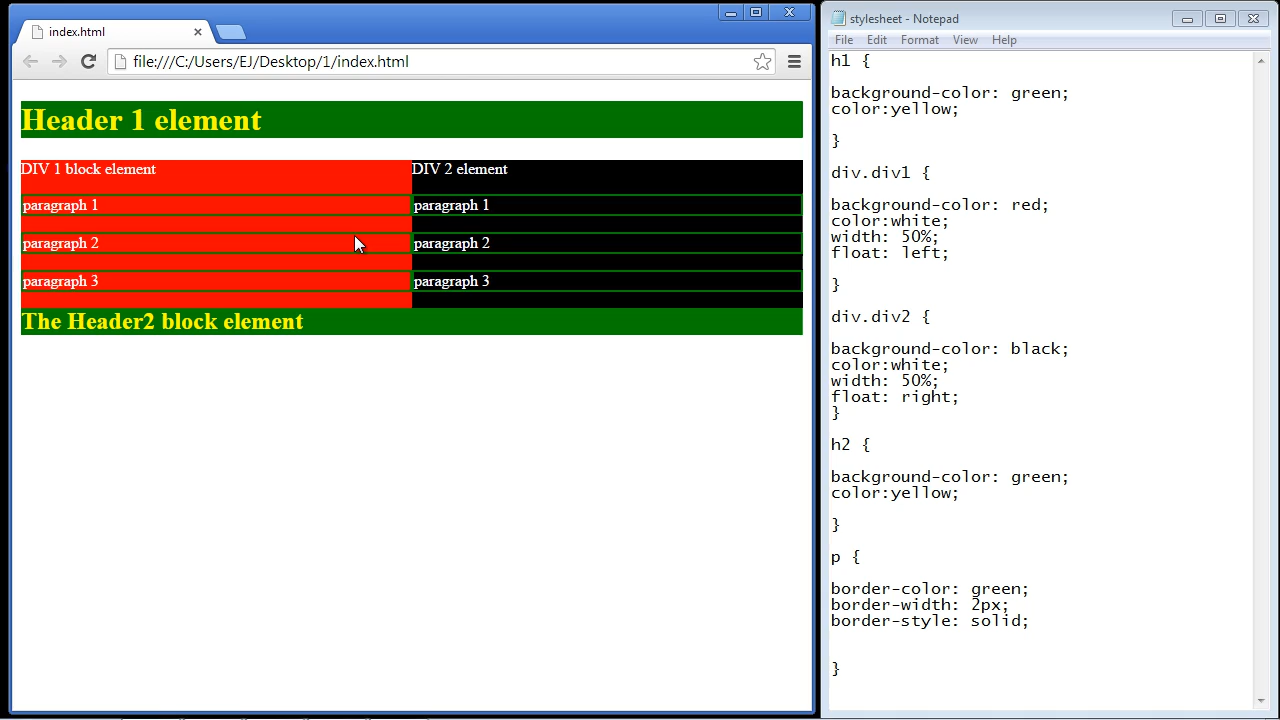 index.html
file:///C:/Users/EJ/Desktop/1/index.html
Header 1 element
DIV 1 block element
paragraph 1
paragraph 2
paragraph 3
DIV 2 element
paragraph 1
paragraph 2
paragraph 3
The Header2 block element
stylesheet - Notepad
File Edit Format View Help
h1 {
background-color: green;
color:yellow;
}
div.div1 {
background-color: red;
color:white;
width: 50%;
float: left;
}
div.div2 {
background-color: black;
color:white;
width: 50%;
float: right;
}
h2 {
background-color: green;
color:yellow;
}
p {
border-color: green;
border-width: 2px;
border-style: solid;
}